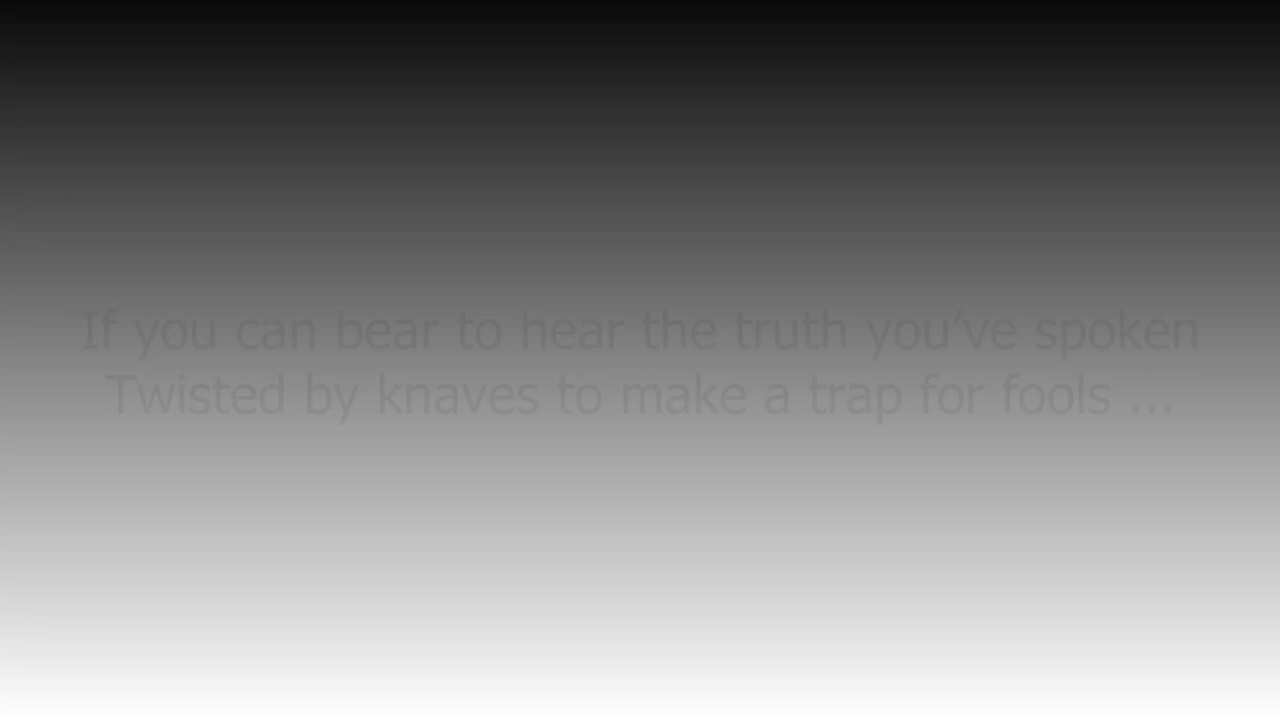 If you can bear to hear the truth you’ve spoken
Twisted by knaves to make a trap for fools ...